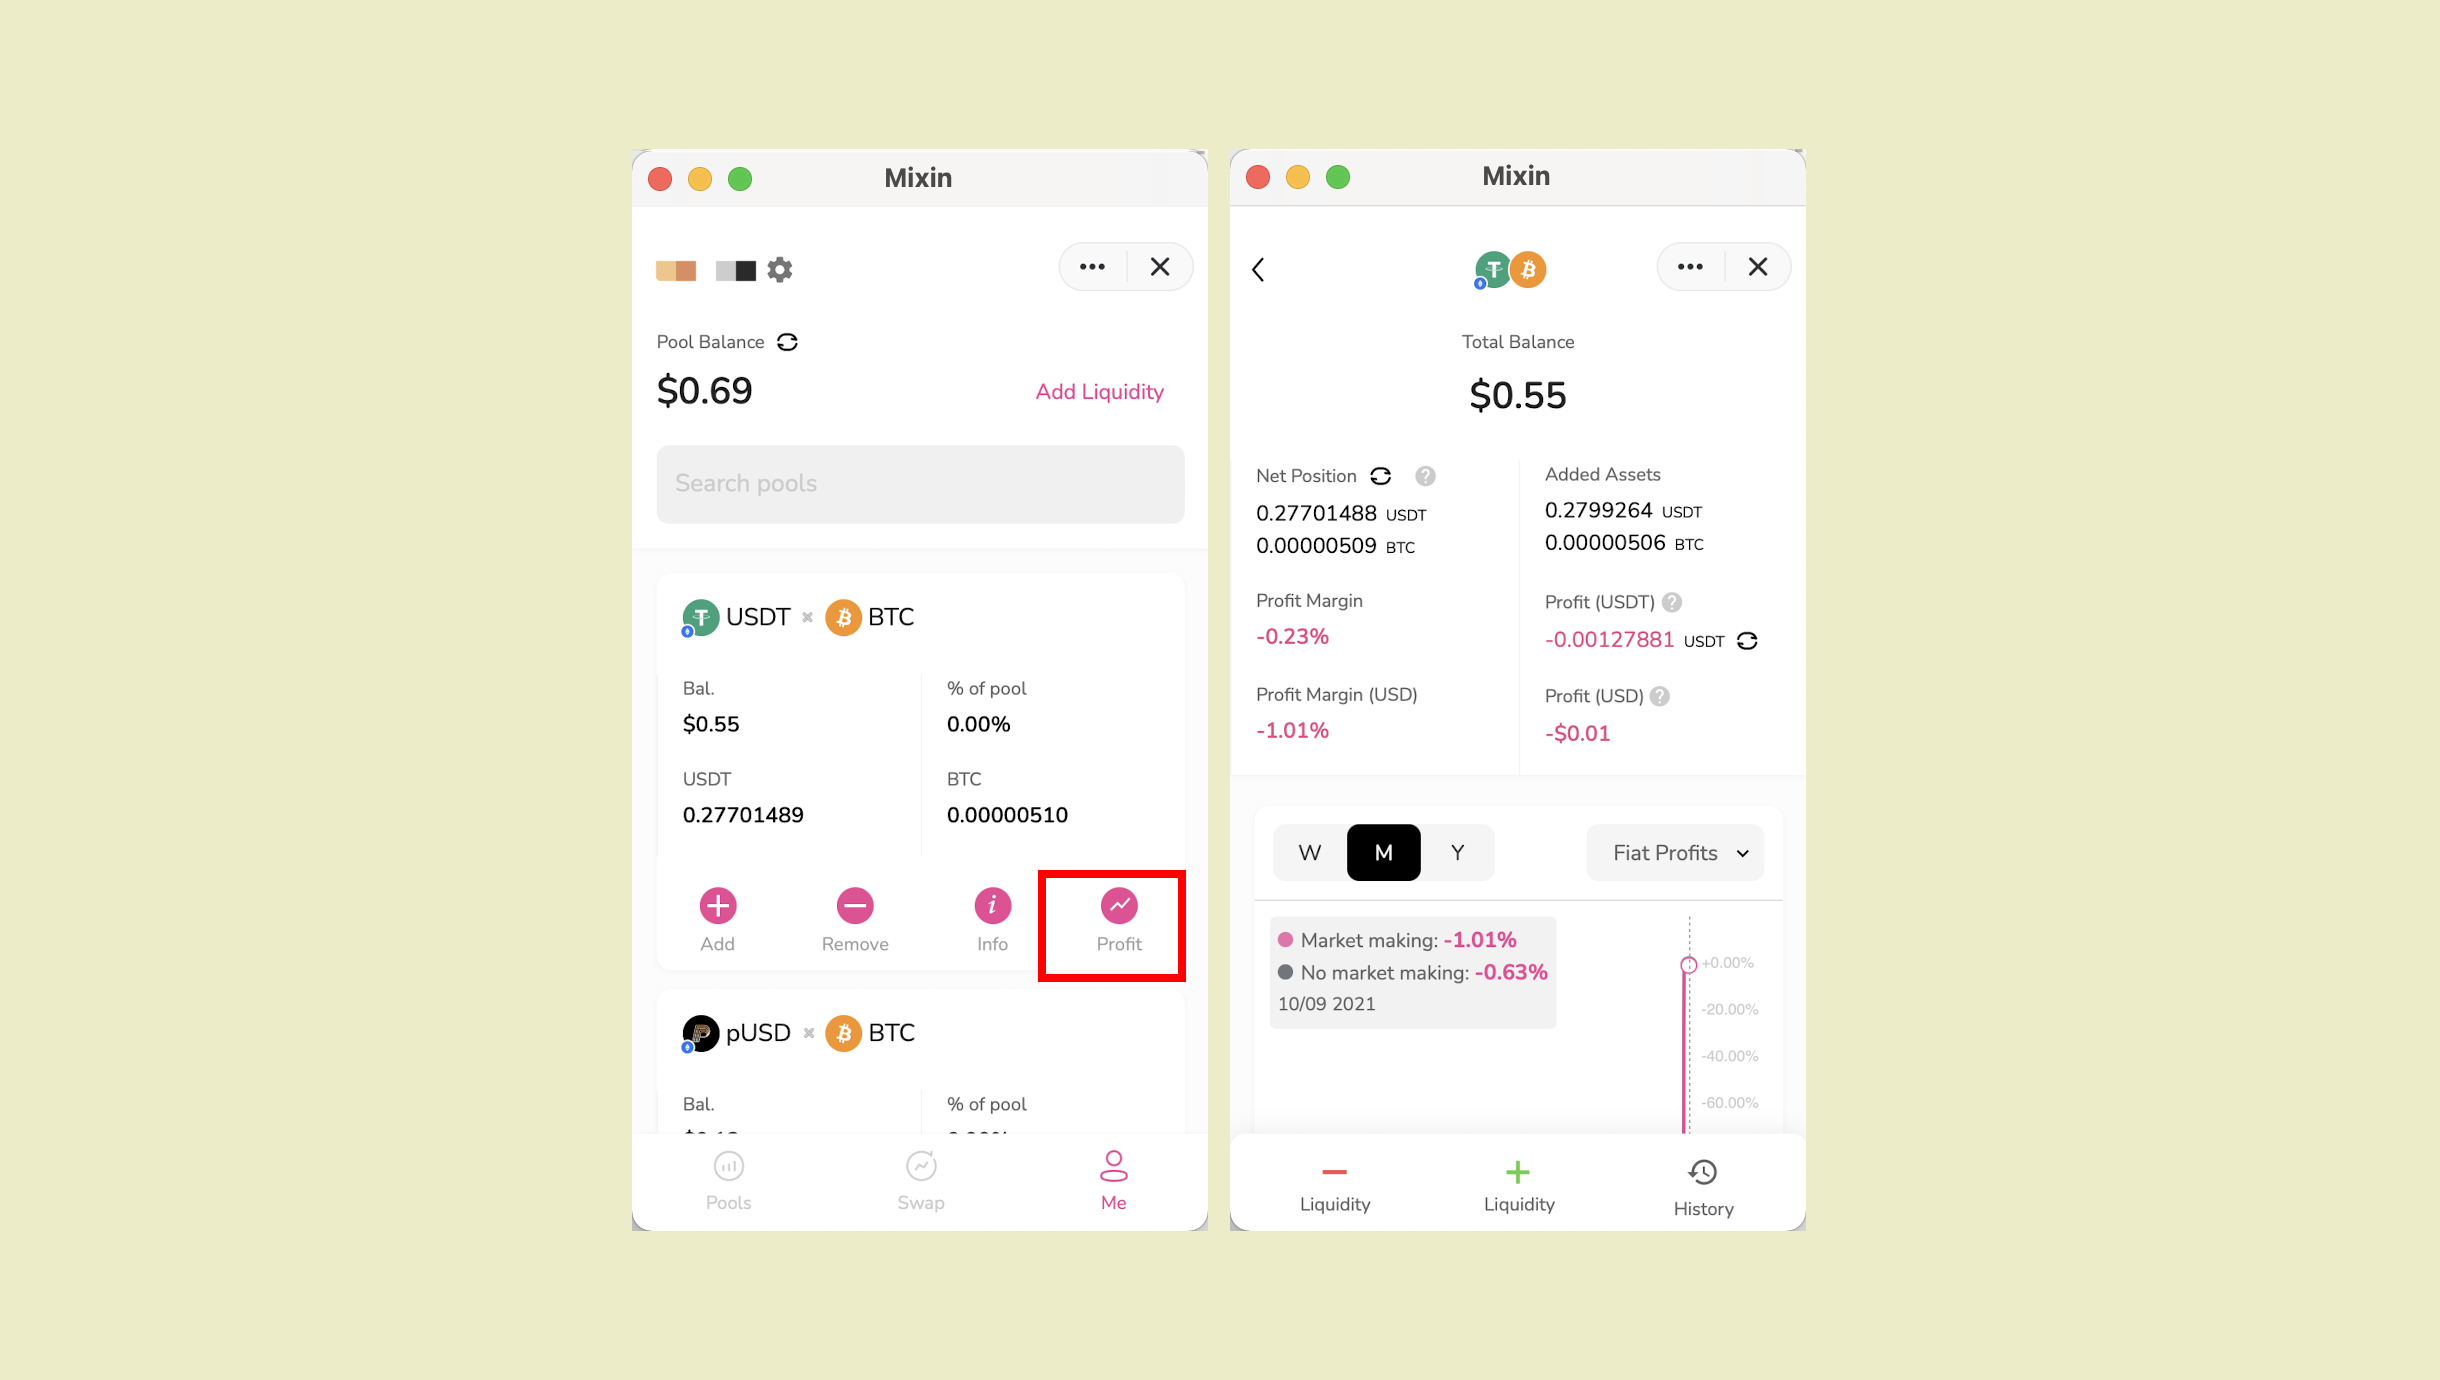 Mixin
Pool Balance
$0.69
Add Liquidity
Search pools
USDT × BTC
Bal.
% of pool
$0.55
0.00%
USDT
BTC
0.27701489
0.00000510
Add
Remove
Info
Profit
pUSD × BTC
Bal.
% of pool
Pools
Swap
Me
Mixin
Total Balance
$0.55
Net Position
0.27701488 USDT
0.00000509 BTC
Added Assets
0.2799264 USDT
0.00000506 BTC
Profit Margin
-0.23%
Profit (USDT)
-0.00127881 USDT
Profit Margin (USD)
-1.01%
Profit (USD)
-$0.01
W
M
Y
Fiat Profits
Market making: -1.01%
No market making: -0.63%
10/09 2021
+0.00%
-20.00%
-40.00%
-60.00%
Liquidity
Liquidity
History